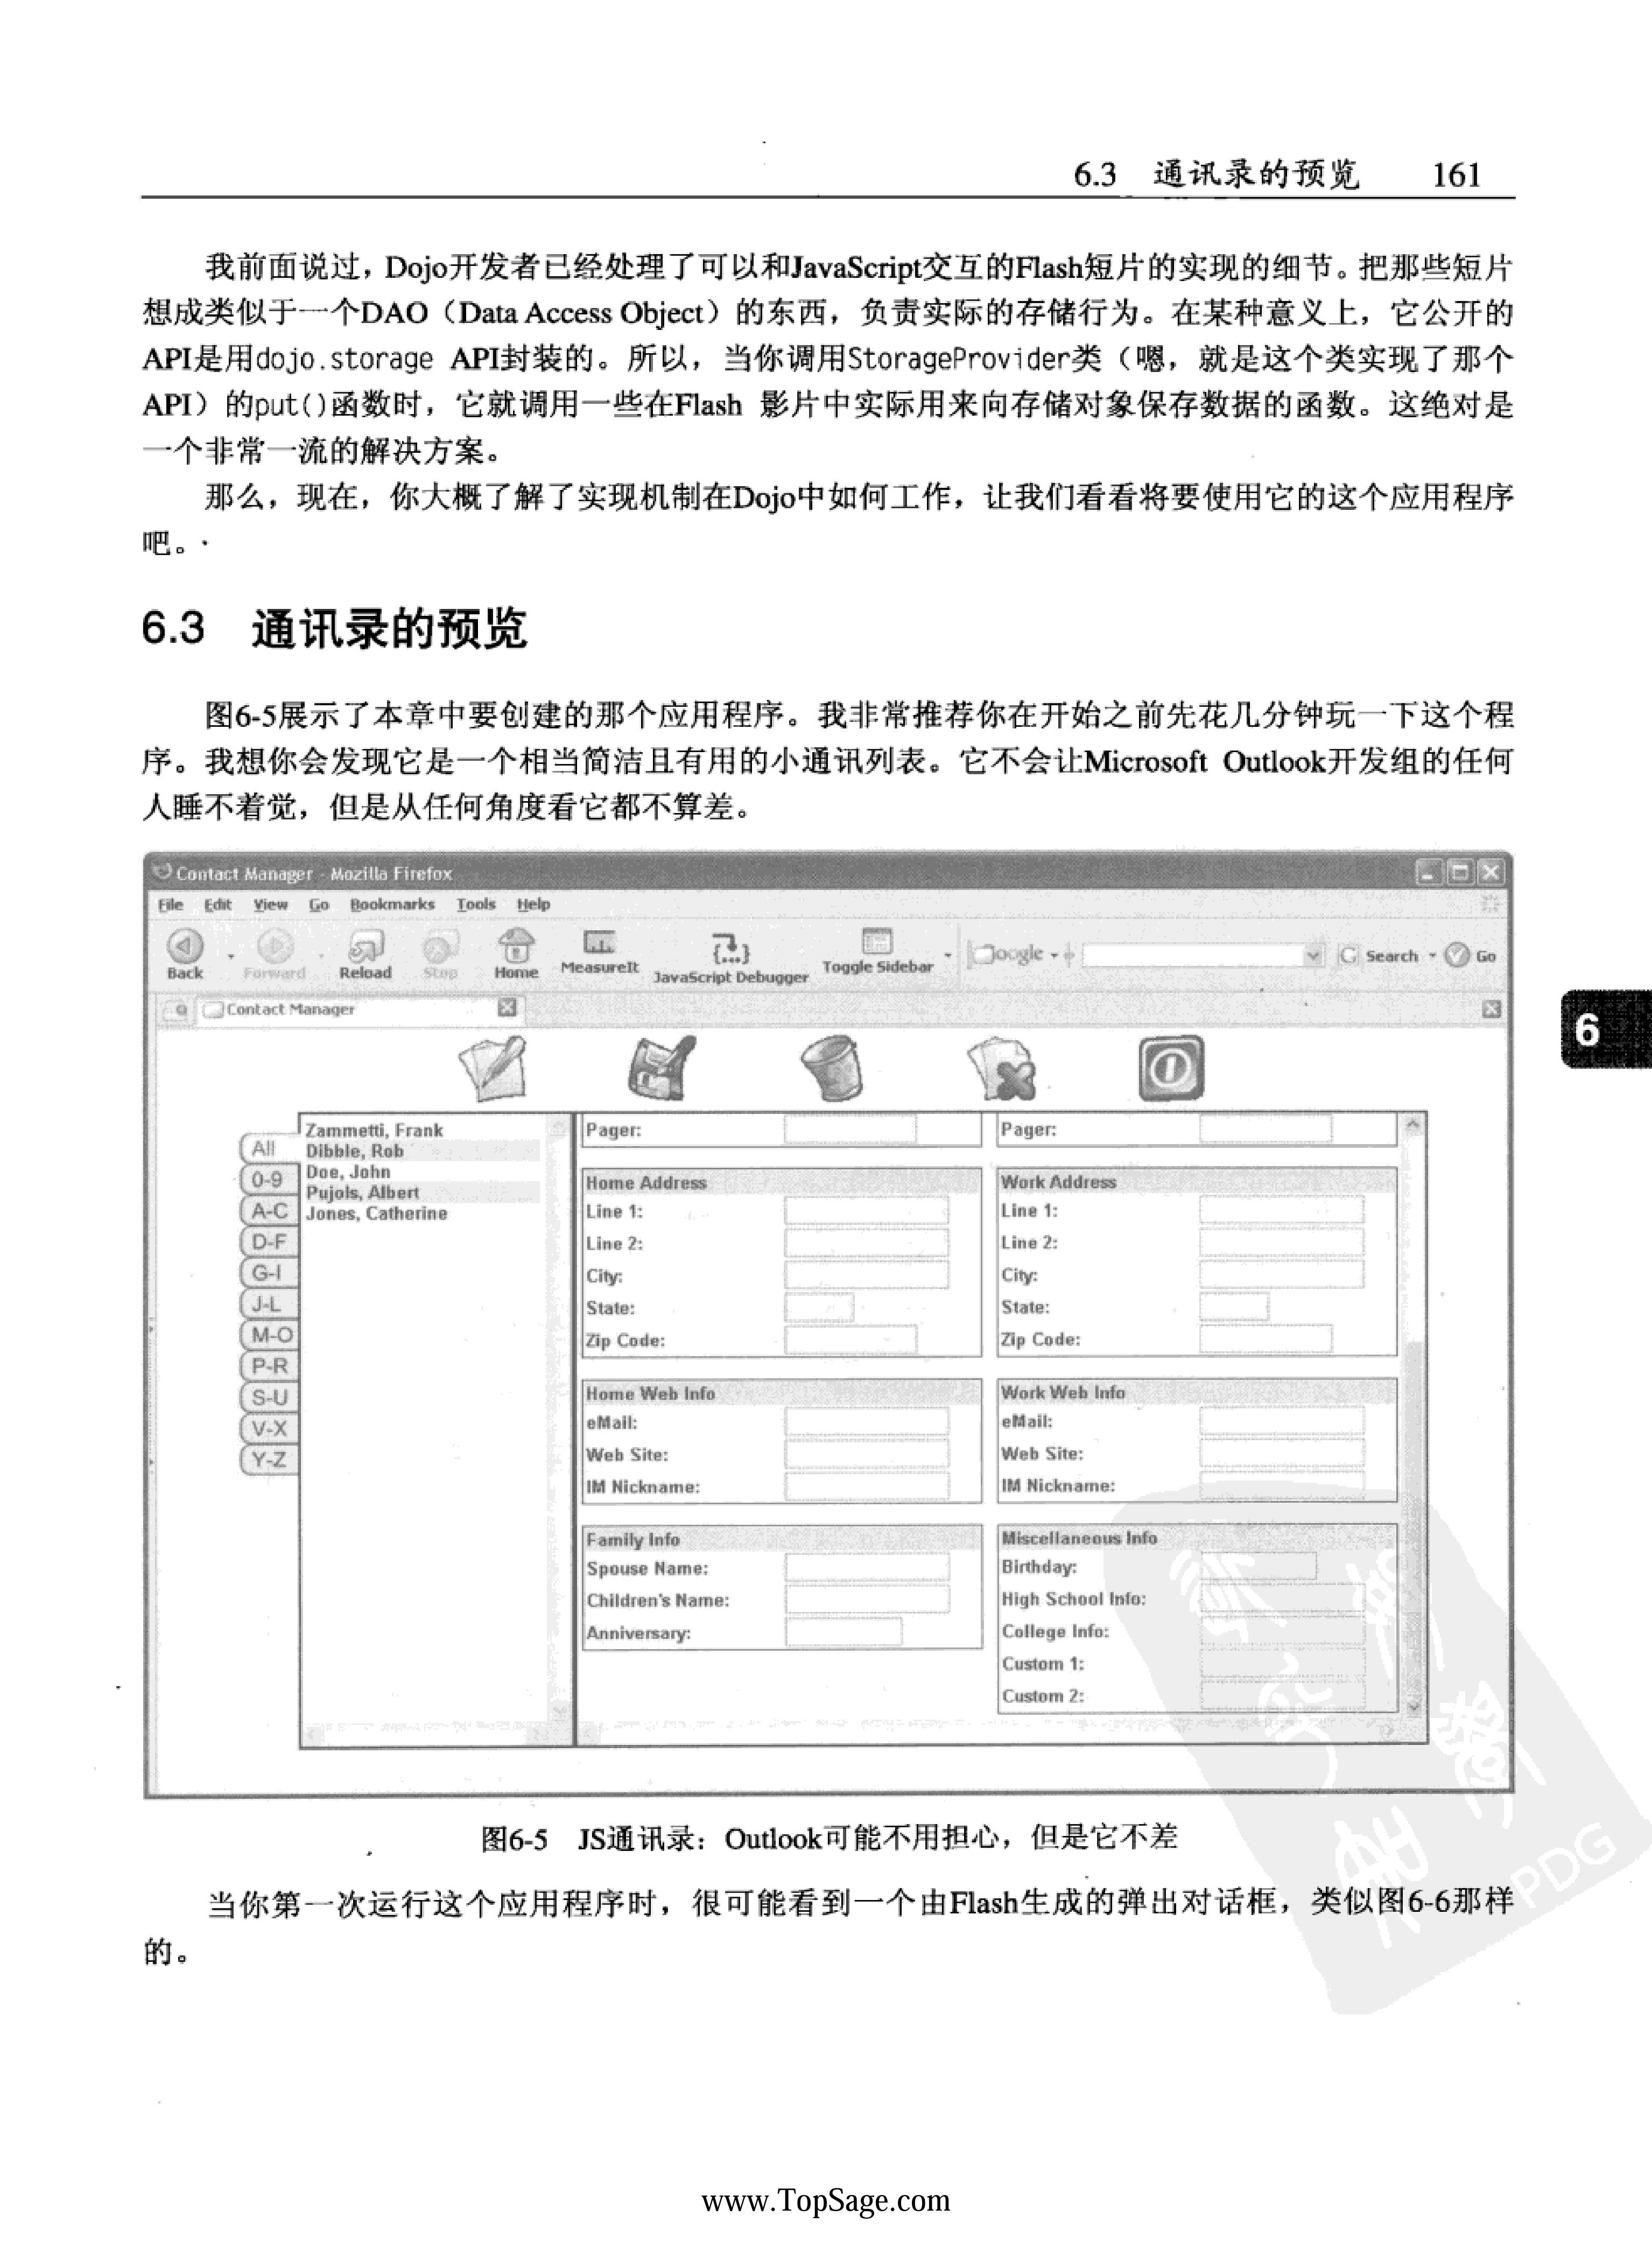 6.3 通讯录的预览 161
我前面说过，Dojo开发者已经处理了可以和JavaScript交互的Flash短片的实现的细节。把那些短片
想成类似于一个DAO（Data Access Object）的东西，负责实际的存储行为。在某种意义上，它公开的
API是用dojo.storage API封装的。所以，当你调用StorageProvider类（嗯，就是这个类实现了那个
API）的put()函数时，它就调用一些在Flash 影片中实际用来向存储对象保存数据的函数。这绝对是
一个非常一流的解决方案。
那么，现在，你大概了解了实现机制在Dojo中如何工作，让我们看看将要使用它的这个应用程序
吧。
6.3 通讯录的预览
图6-5展示了本章中要创建的那个应用程序。我非常推荐你在开始之前先花几分钟玩一下这个程
序。我想你会发现它是一个相当简洁且有用的小通讯列表。它不会让Microsoft Outlook开发组的任何
人睡不着觉，但是从任何角度看它都不算差。
Contact Manager - Mozilla Firefox
File Edit View Go Bookmarks Tools Help
Back Forward Reload Stop Home MeasureIt JavaScript Debugger Toggle Sidebar Google Search Go
Contact Manager
6
All
0-9
A-C
D-F
G-I
J-L
M-O
P-R
S-U
V-X
Y-Z
Zammetti, Frank
Dibble, Rob
Doe, John
Pujols, Albert
Jones, Catherine
Pager:
Home Address
Line 1:
Line 2:
City:
State:
Zip Code:
Home Web Info
eMail:
Web Site:
IM Nickname:
Family Info
Spouse Name:
Children's Name:
Anniversary:
Pager:
Work Address
Line 1:
Line 2:
City:
State:
Zip Code:
Work Web Info
eMail:
Web Site:
IM Nickname:
Miscellaneous Info
Birthday:
High School Info:
College Info:
Custom 1:
Custom 2:
图6-5 JS通讯录：Outlook可能不用担心，但是它不差
当你第一次运行这个应用程序时，很可能看到一个由Flash生成的弹出对话框，类似图6-6那样
的。
PDG
www.TopSage.com